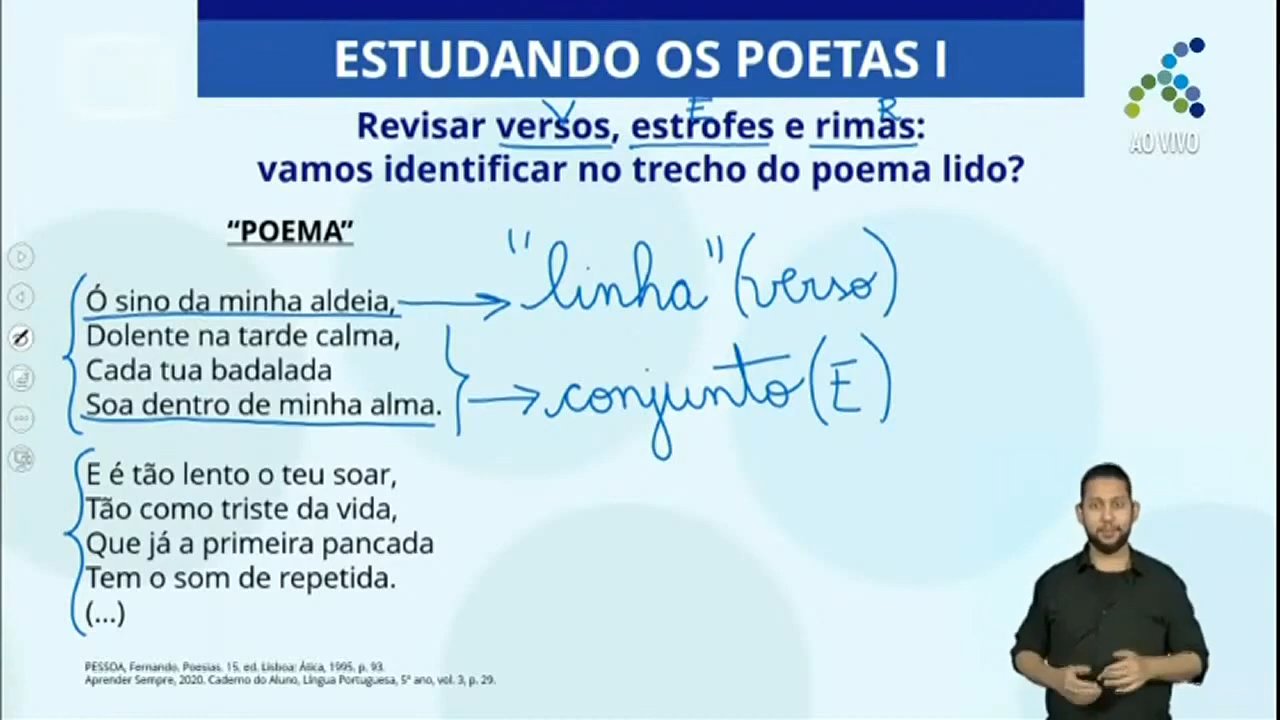 ESTUDANDO OS POETAS I
V E R
Revisar versos, estrofes e rimas:
vamos identificar no trecho do poema lido?
AO VIVO
“POEMA”
Ó sino da minha aldeia,
"linha" (verso)
Dolente na tarde calma,
Cada tua badalada
Soa dentro de minha alma.
conjunto (E)
E é tão lento o teu soar,
Tão como triste da vida,
Que já a primeira pancada
Tem o som de repetida.
(...)
PESSOA, Fernando. Poesias. 15. ed. Lisboa: Ática, 1995. p. 93.
Aprender Sempre, 2020. Caderno do Aluno, Língua Portuguesa, 5º ano, vol. 3, p. 29.